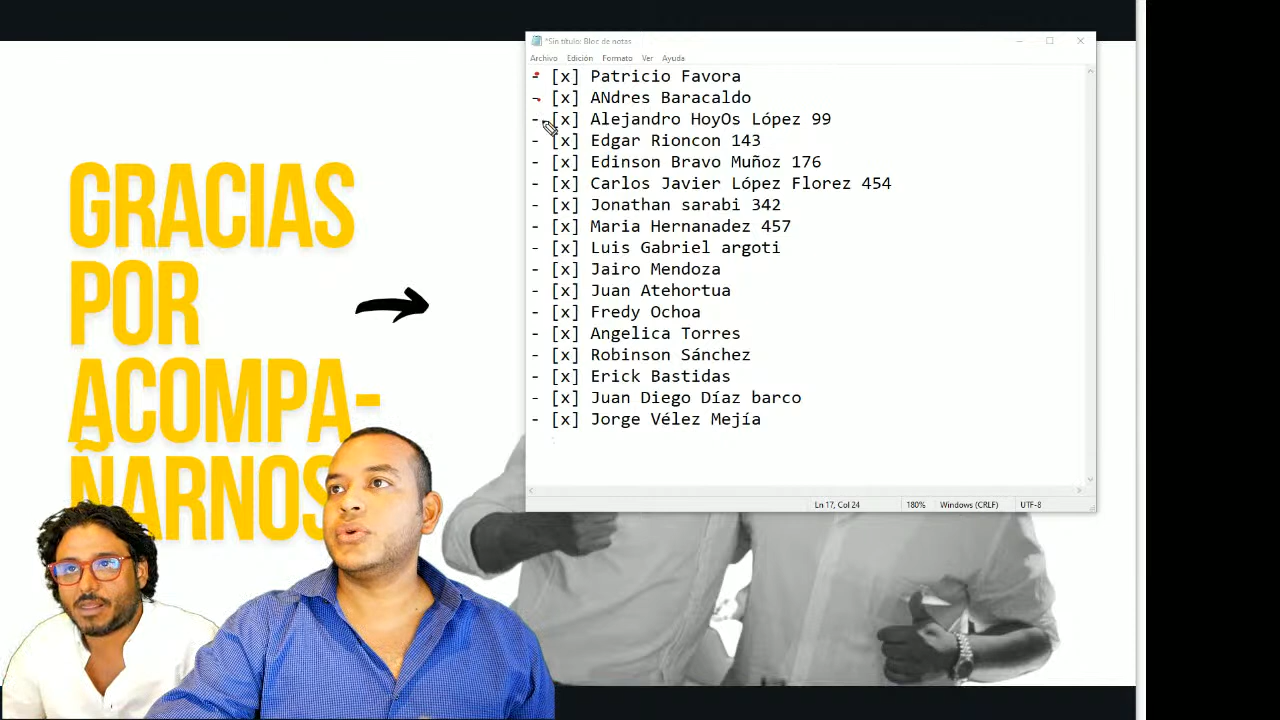 *Sin título: Bloc de notas
Archivo Edición Formato Ver Ayuda
- [x] Patricio Favora
- [x] ANdres Baracaldo
- [x] Alejandro HoyOs López 99
- [x] Edgar Rioncon 143
- [x] Edinson Bravo Muñoz 176
- [x] Carlos Javier López Florez 454
- [x] Jonathan sarabi 342
- [x] Maria Hernanadez 457
- [x] Luis Gabriel argoti
- [x] Jairo Mendoza
- [x] Juan Atehortua
- [x] Fredy Ochoa
- [x] Angelica Torres
- [x] Robinson Sánchez
- [x] Erick Bastidas
- [x] Juan Diego Díaz barco
- [x] Jorge Vélez Mejía
Ln 17, Col 24 180% Windows (CRLF) UTF-8
GRACIAS
POR
ACOMPA-
ÑARNOS